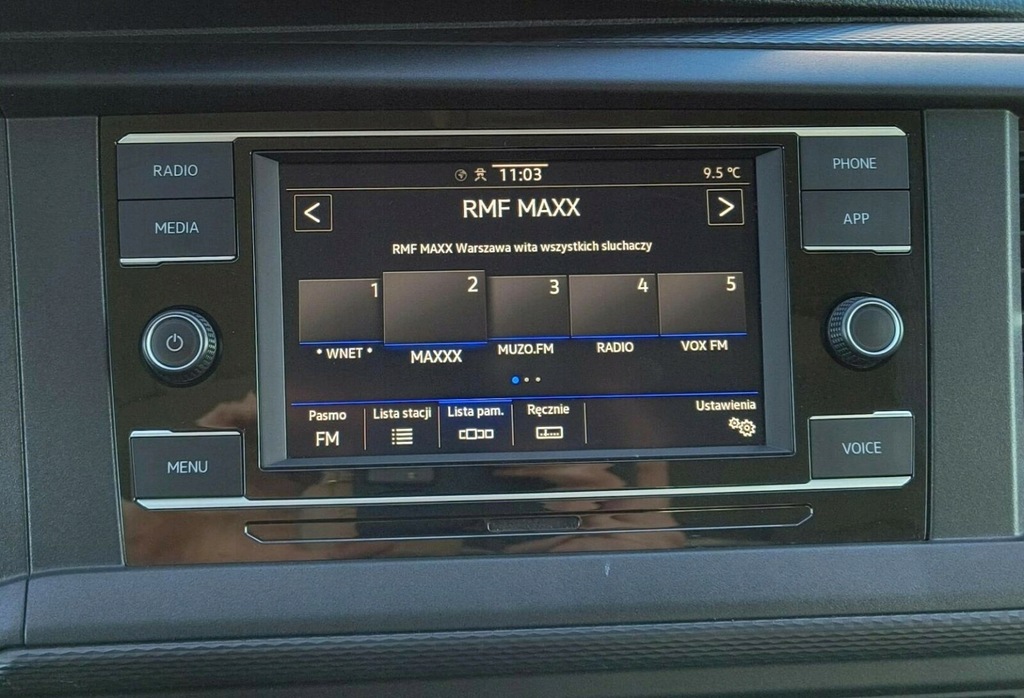 RADIO
MEDIA
MENU
11:03
9.5 °C
<
RMF MAXX
>
RMF MAXX Warszawa wita wszystkich sluchaczy
1
2
3
4
5
* WNET *
MAXXX
MUZO.FM
RADIO
VOX FM
Pasmo
FM
Lista stacji
Lista pam.
Ręcznie
Ustawienia
PHONE
APP
VOICE